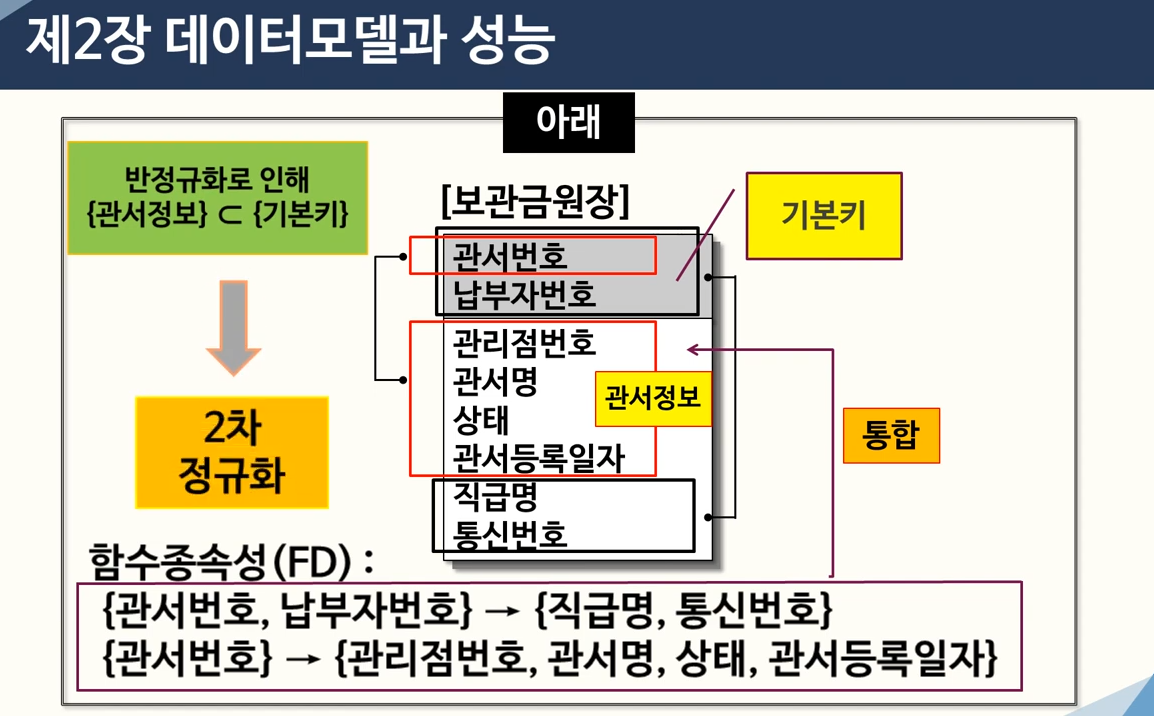 제2장 데이터모델과 성능
아래
반정규화로 인해
{관서정보} ⊂ {기본키}
[보관금원장]
기본키
관서번호
납부자번호
관리점번호
관서명
관서정보
상태
관서등록일자
직급명
통신번호
통합
2차
정규화
함수종속성(FD) :
{관서번호, 납부자번호} → {직급명, 통신번호}
{관서번호} → {관리점번호, 관서명, 상태, 관서등록일자}